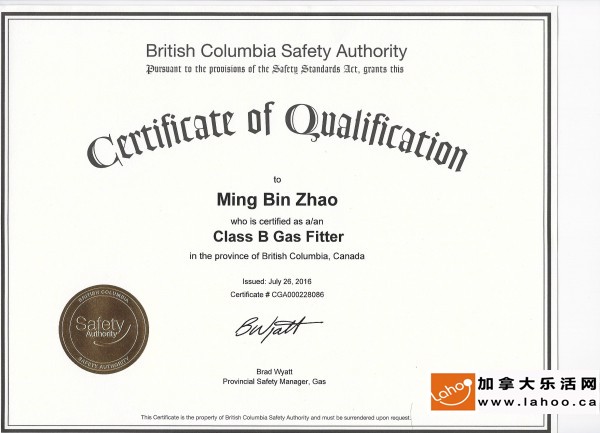 British Columbia Safety Authority
Pursuant to the provisions of the Safety Standards Act, grants this
Certificate of Qualification
to
Ming Bin Zhao
who is certified as a/an
Class B Gas Fitter
in the province of British Columbia, Canada
Issued: July 26, 2016
Certificate # CGA000228086
BRITISH COLUMBIA
Safety
Authority
SAFETY AUTHORITY
BWyatt
Brad Wyatt
Provincial Safety Manager, Gas
This Certificate is the property of British Columbia Safety Authority and must be surrendered upon request.
Lahoo
加拿大乐活网
www.lahoo.ca